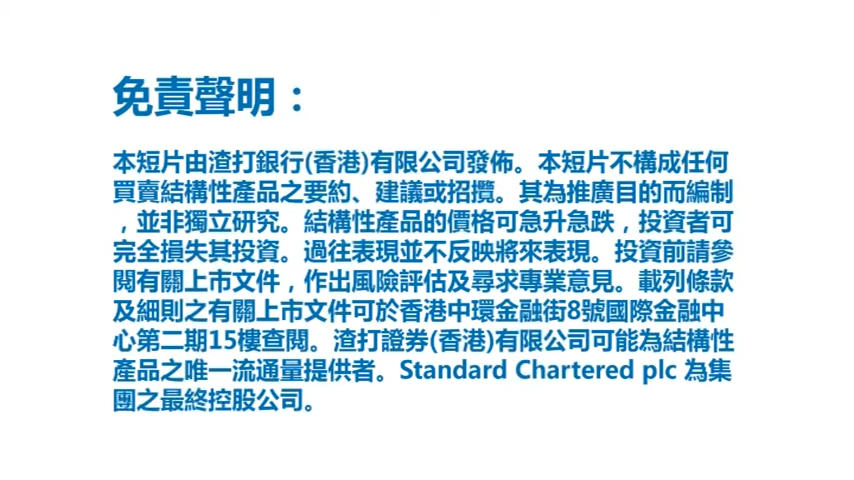 免責聲明：
本短片由渣打銀行(香港)有限公司發佈。本短片不構成任何
買賣結構性產品之要約、建議或招攬。其為推廣目的而編制
，並非獨立研究。結構性產品的價格可急升急跌，投資者可
完全損失其投資。過往表現並不反映將來表現。投資前請參
閱有關上市文件，作出風險評估及尋求專業意見。載列條款
及細則之有關上市文件可於香港中環金融街8號國際金融中
心第二期15樓查閱。渣打證券(香港)有限公司可能為結構性
產品之唯一流通量提供者。Standard Chartered plc 為集
團之最終控股公司。